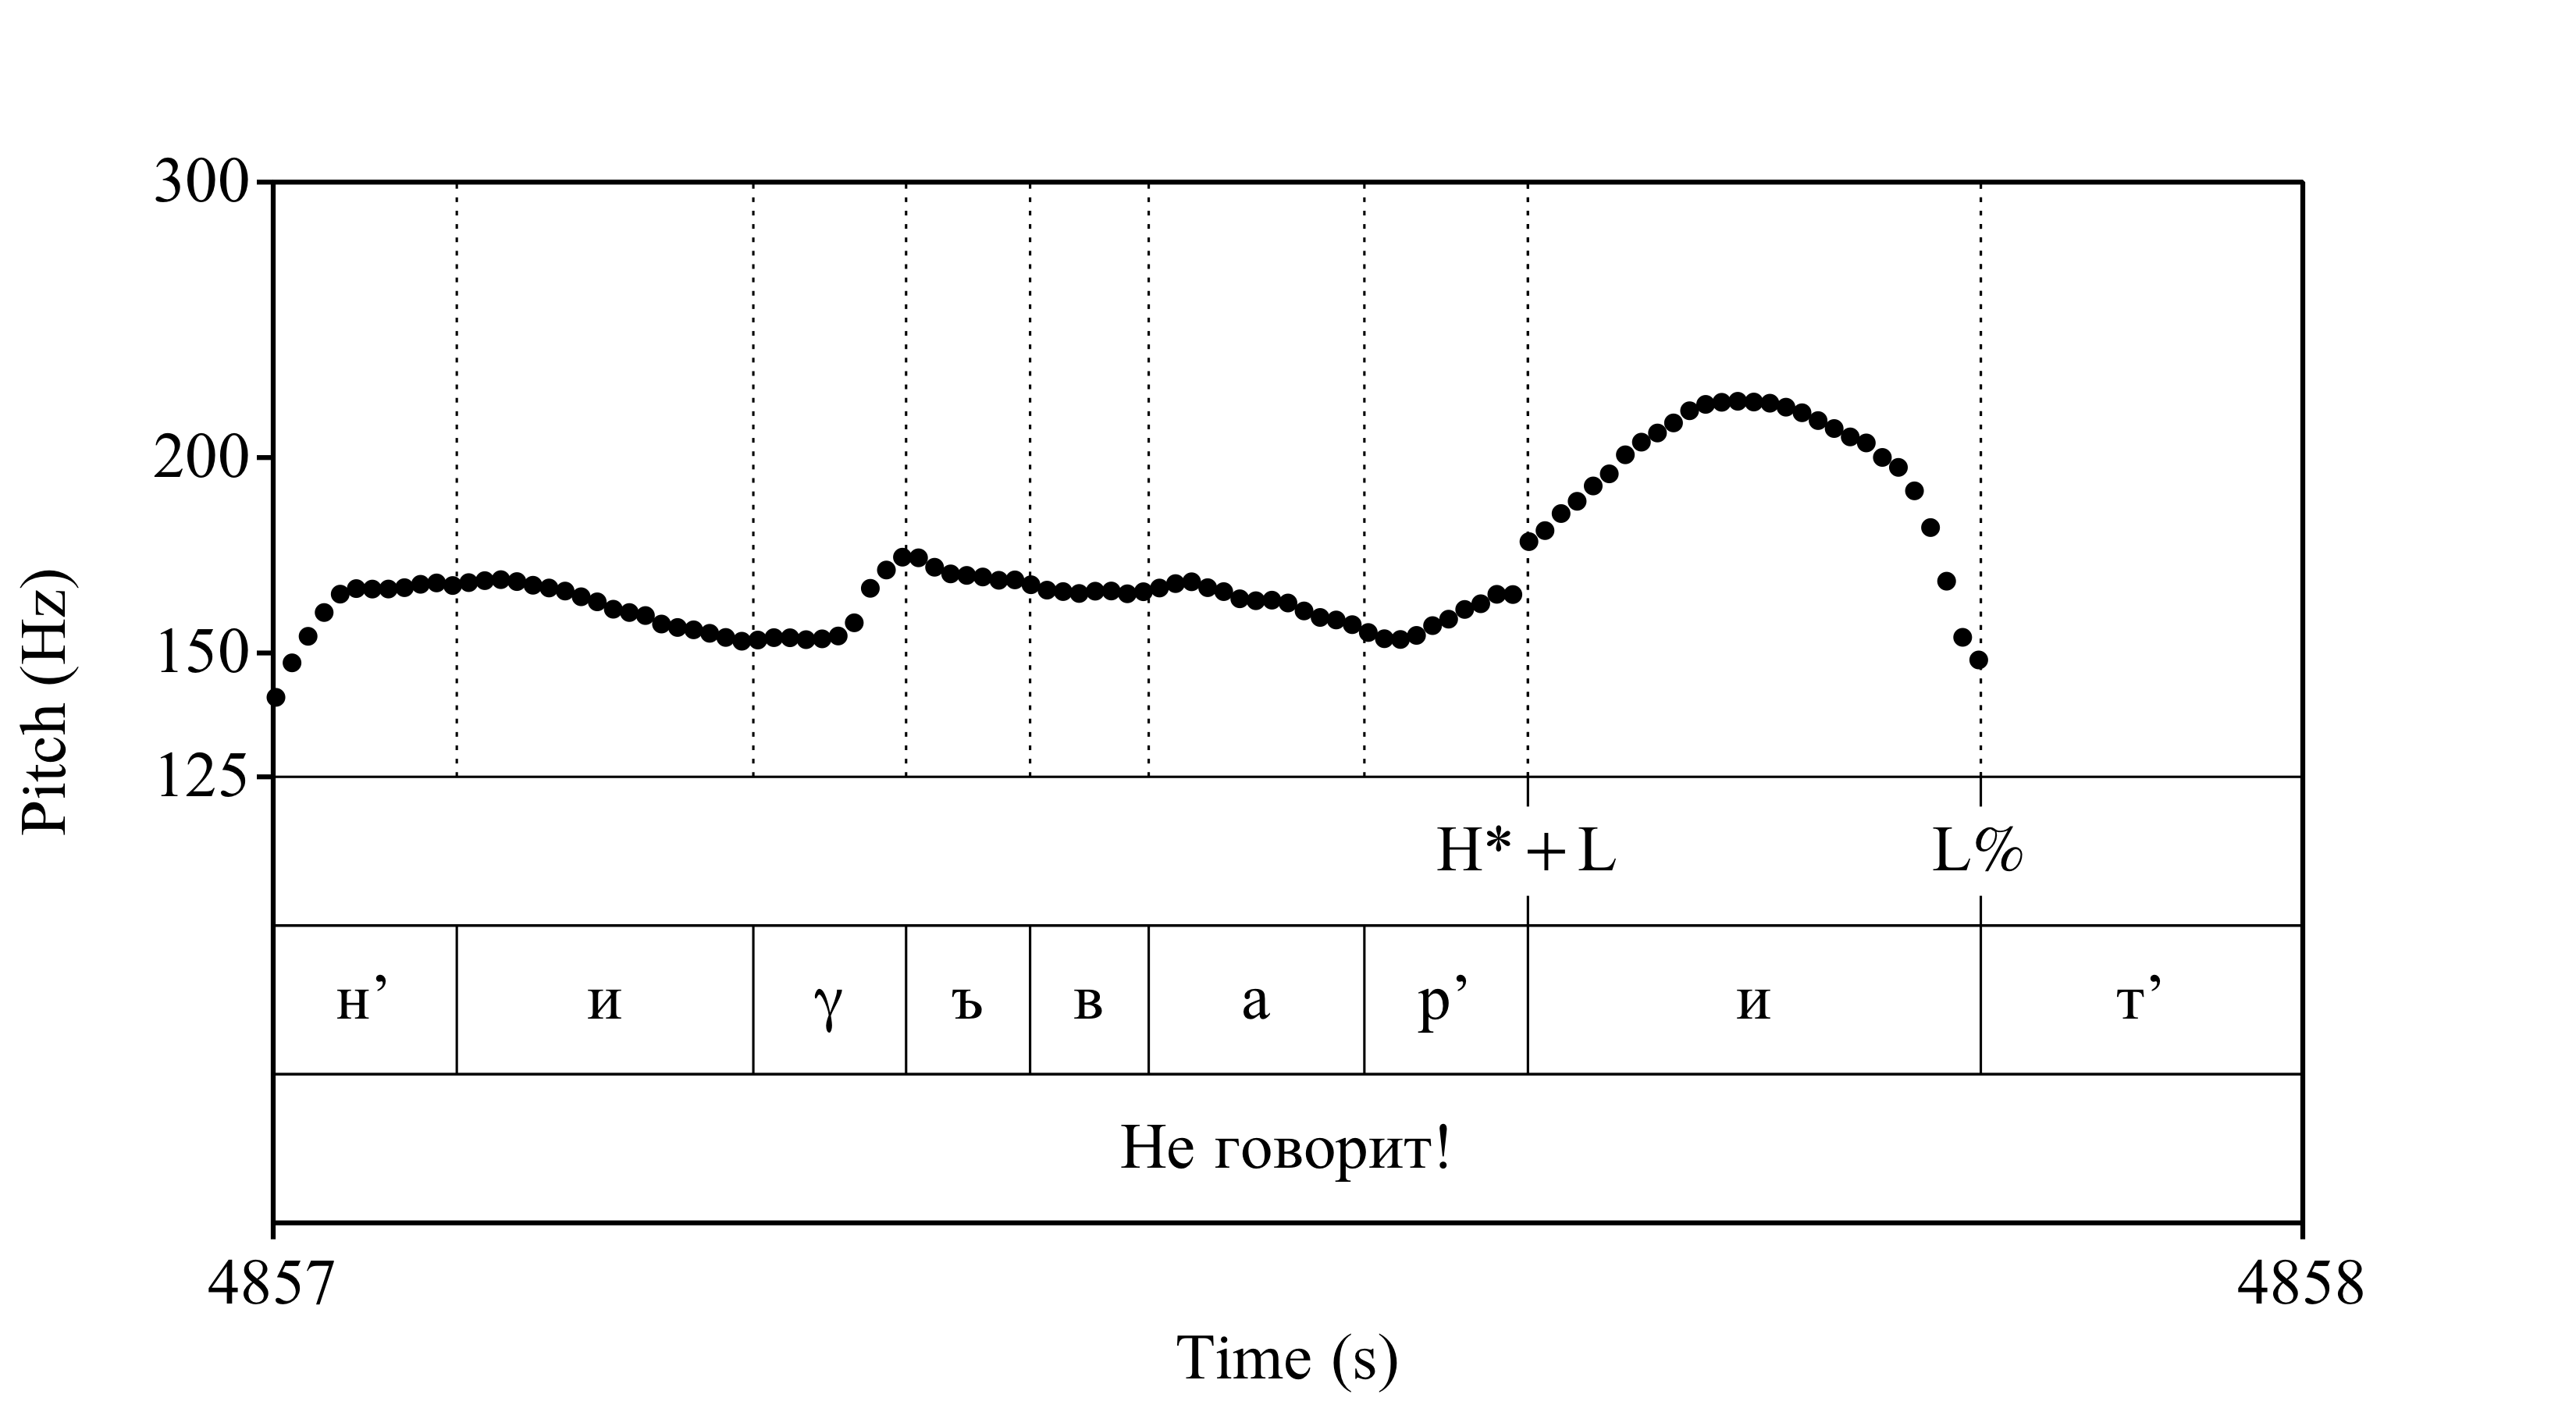 300
200
150
125
Pitch (Hz)
H*+L L%
н’ и γ ъ в а р’ и т’
Не говорит!
4857 4858
Time (s)